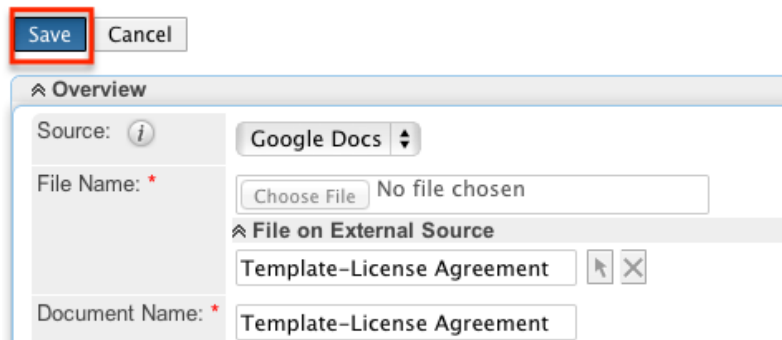 Save Cancel
Overview
Source: i Google Docs
File Name: * Choose File No file chosen
File on External Source
Template-License Agreement
Document Name: * Template-License Agreement